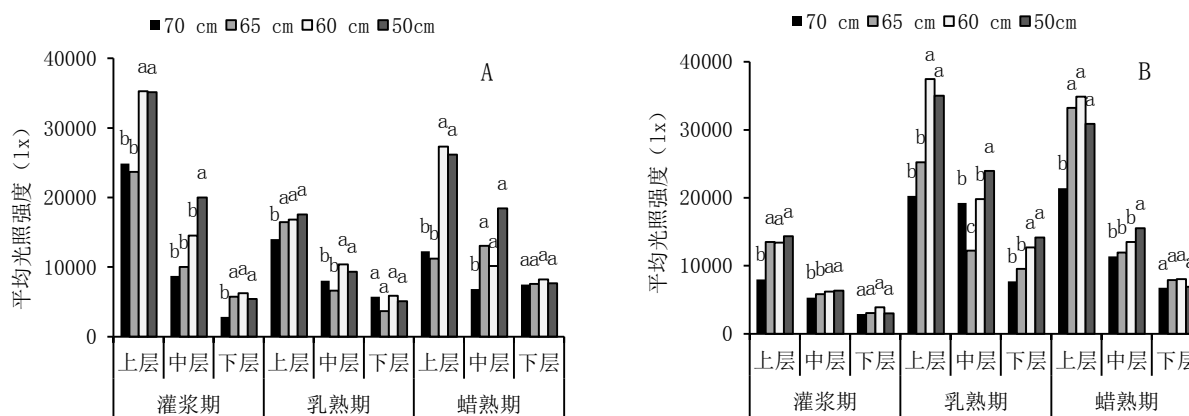 ■70 cm ■65 cm □60 cm ■50cm
A
平均光照强度（lx）
40000
30000
20000
10000
0
b b a a
b b b a
b a a a
b a a a
b b a a
a a a a
b b a a
b a a a
a a a a
上层 中层 下层 上层 中层 下层 上层 中层 下层
灌浆期 乳熟期 蜡熟期
■70 cm ■65 cm □60 cm ■50cm
B
平均光照强度（lx）
40000
30000
20000
10000
0
b a a a
b b a a
a a a a
b b a a
b c b a
b b a a
b a a a
b b b a
a a a a
上层 中层 下层 上层 中层 下层 上层 中层 下层
灌浆期 乳熟期 蜡熟期